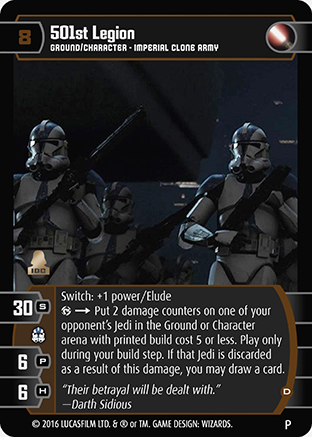 8
501st Legion
GROUND/CHARACTER - IMPERIAL CLONE ARMY
IDC
30 S
6 P
6 H
Switch: +1 power/Elude
Put 2 damage counters on one of your
opponent's Jedi in the Ground or Character
arena with printed build cost 5 or less. Play only
during your build step. If that Jedi is discarded
as a result of this damage, you may draw a card.
"Their betrayal will be dealt with."
—Darth Sidious
D
© 2016 LUCASFILM LTD. & ® or TM. GAME DESIGN: WIZARDS.
P